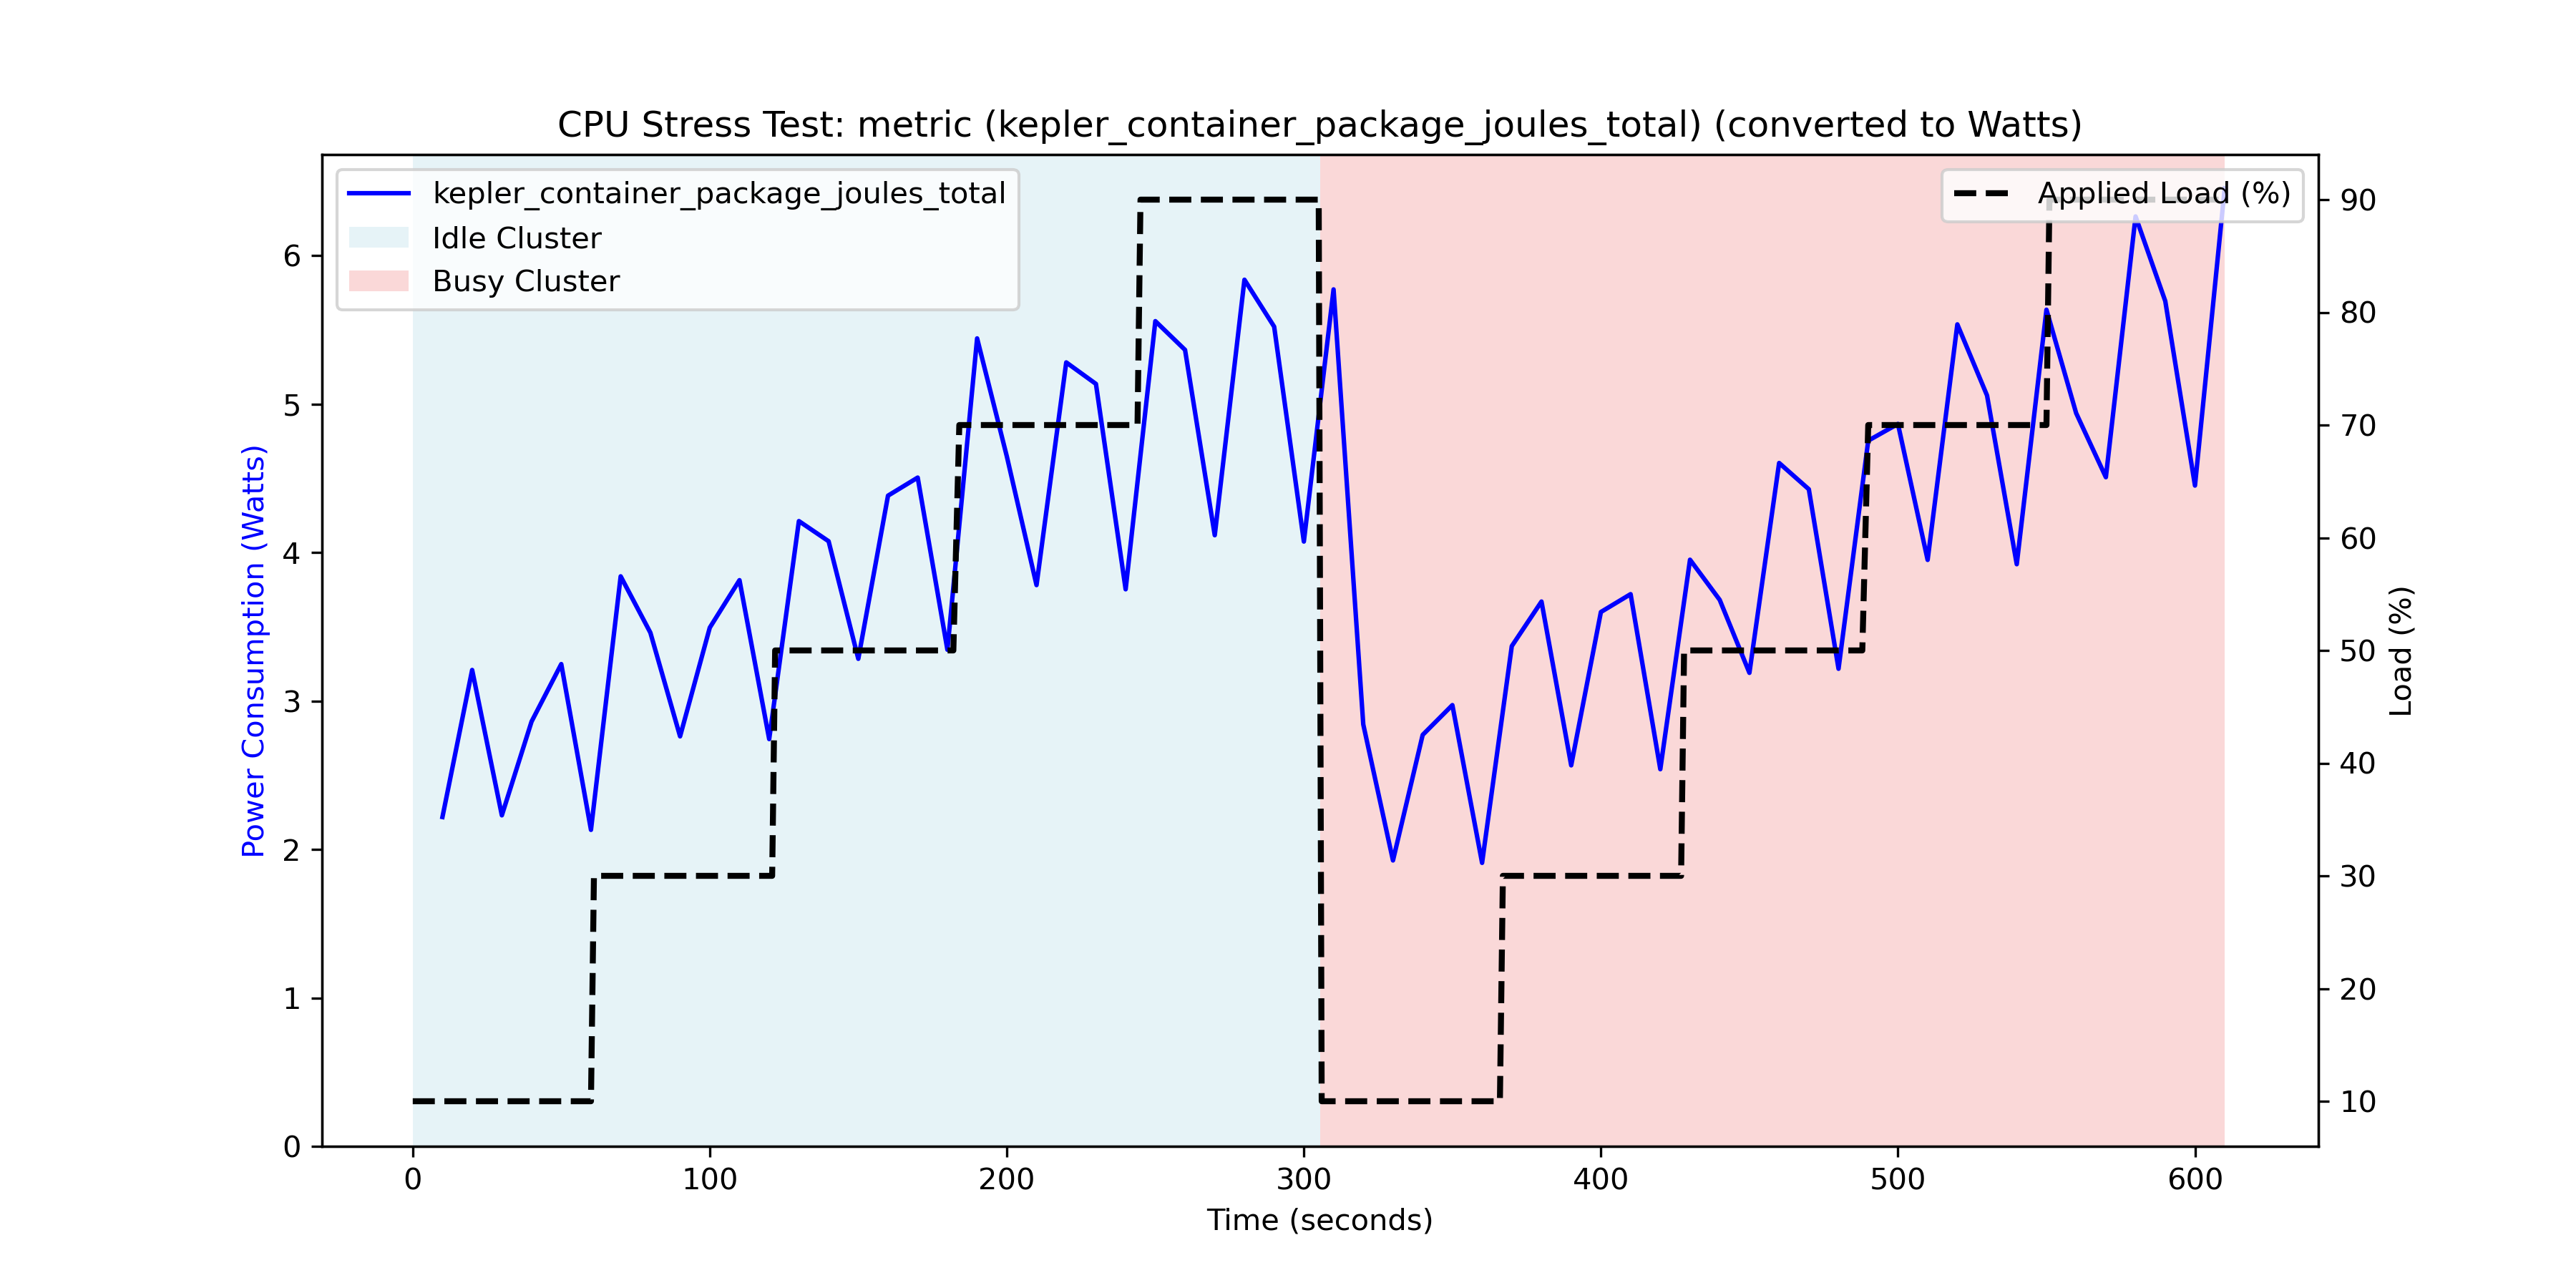 CPU Stress Test: metric (kepler_container_package_joules_total) (converted to Watts)
kepler_container_package_joules_total
Idle Cluster
Busy Cluster
Applied Load (%)
Power Consumption (Watts)
6
5
4
3
2
1
0
90
80
70
60
50
40
30
20
10
Load (%)
0 100 200 300 400 500 600
Time (seconds)